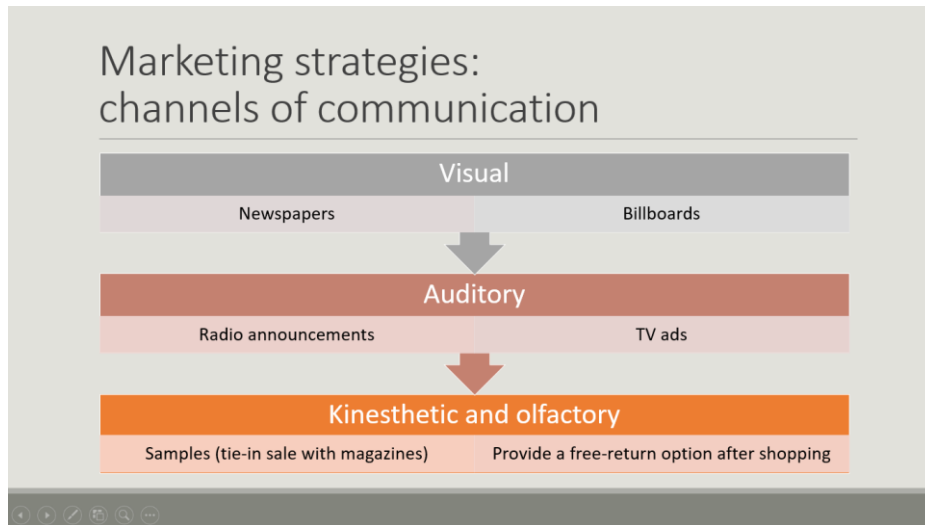 Marketing strategies:
channels of communication
Visual
Newspapers Billboards
Auditory
Radio announcements TV ads
Kinesthetic and olfactory
Samples (tie-in sale with magazines) Provide a free-return option after shopping